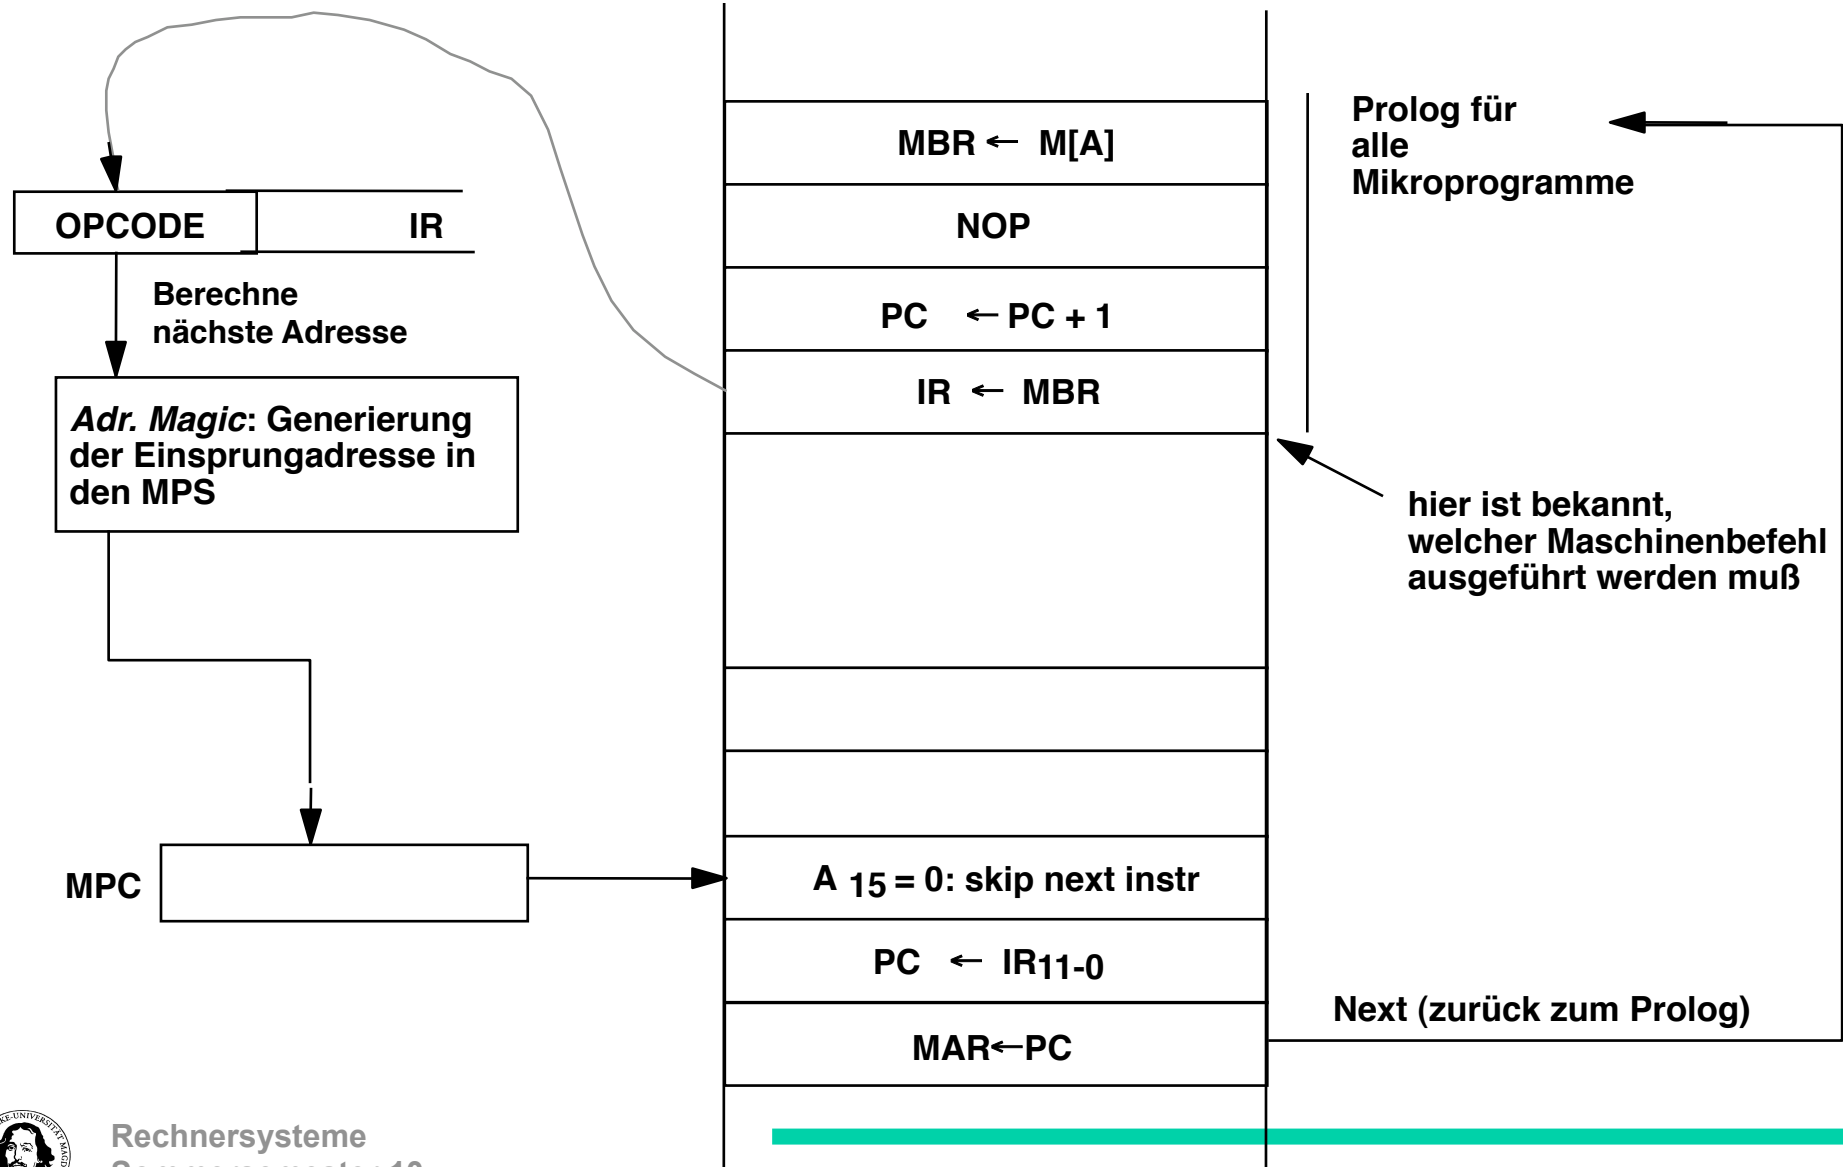 MBR ← M[A]
NOP
PC ← PC + 1
IR ← MBR
Prolog für
alle
Mikroprogramme
OPCODE
IR
Berechne
nächste Adresse
Adr. Magic: Generierung
der Einsprungadresse in
den MPS
hier ist bekannt,
welcher Maschinenbefehl
ausgeführt werden muß
MPC
A 15 = 0: skip next instr
PC ← IR11-0
MAR←PC
Next (zurück zum Prolog)
Rechnersysteme